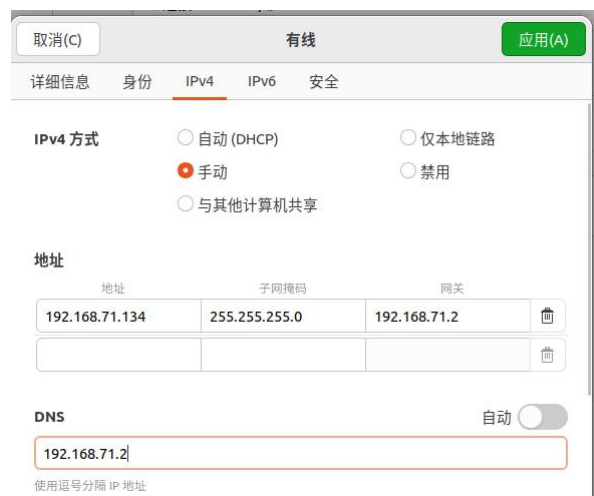 取消(C) 有线 应用(A)
详细信息 身份 IPv4 IPv6 安全
IPv4 方式 自动 (DHCP) 仅本地链路
手动 禁用
与其他计算机共享
地址
地址 子网掩码 网关
192.168.71.134 255.255.255.0 192.168.71.2
DNS 自动
192.168.71.2
使用逗号分隔 IP 地址